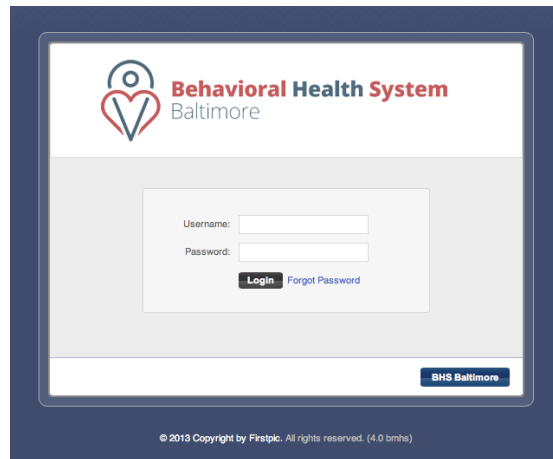 Behavioral Health System
Baltimore
Username:
Password:
Login Forgot Password
BHS Baltimore
© 2013 Copyright by Firstpic. All rights reserved. (4.0 bmhs)